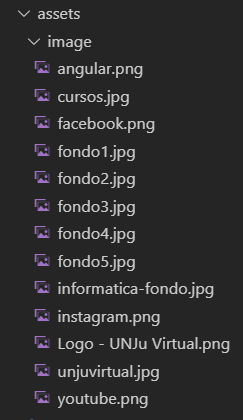 assets
image
angular.png
cursos.jpg
facebook.png
fondo1.jpg
fondo2.jpg
fondo3.jpg
fondo4.jpg
fondo5.jpg
informatica-fondo.jpg
instagram.png
Logo - UNJu Virtual.png
unjuvirtual.jpg
youtube.png